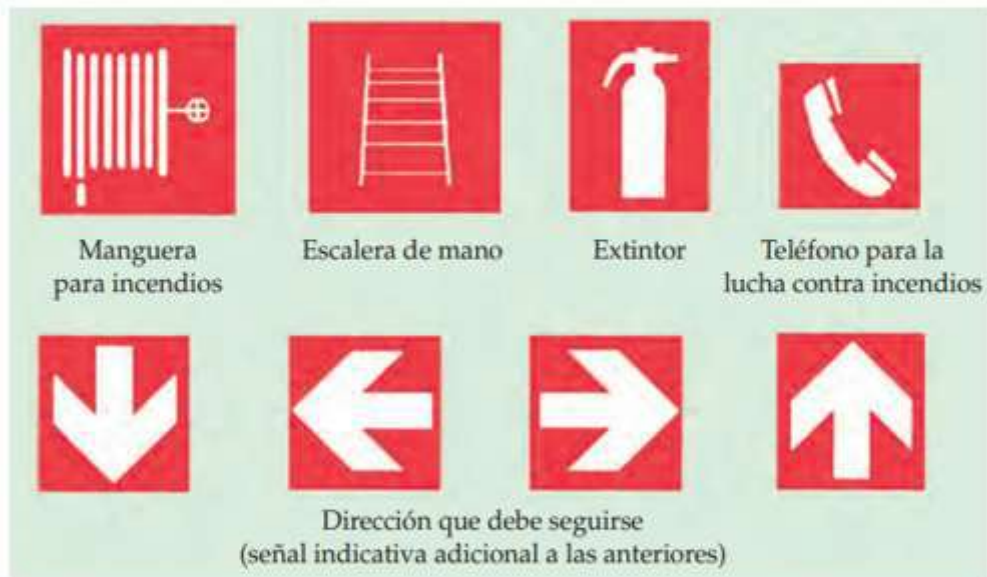 Manguera
para incendios
Escalera de mano
Extintor
Teléfono para la
lucha contra incendios
Dirección que debe seguirse
(señal indicativa adicional a las anteriores)